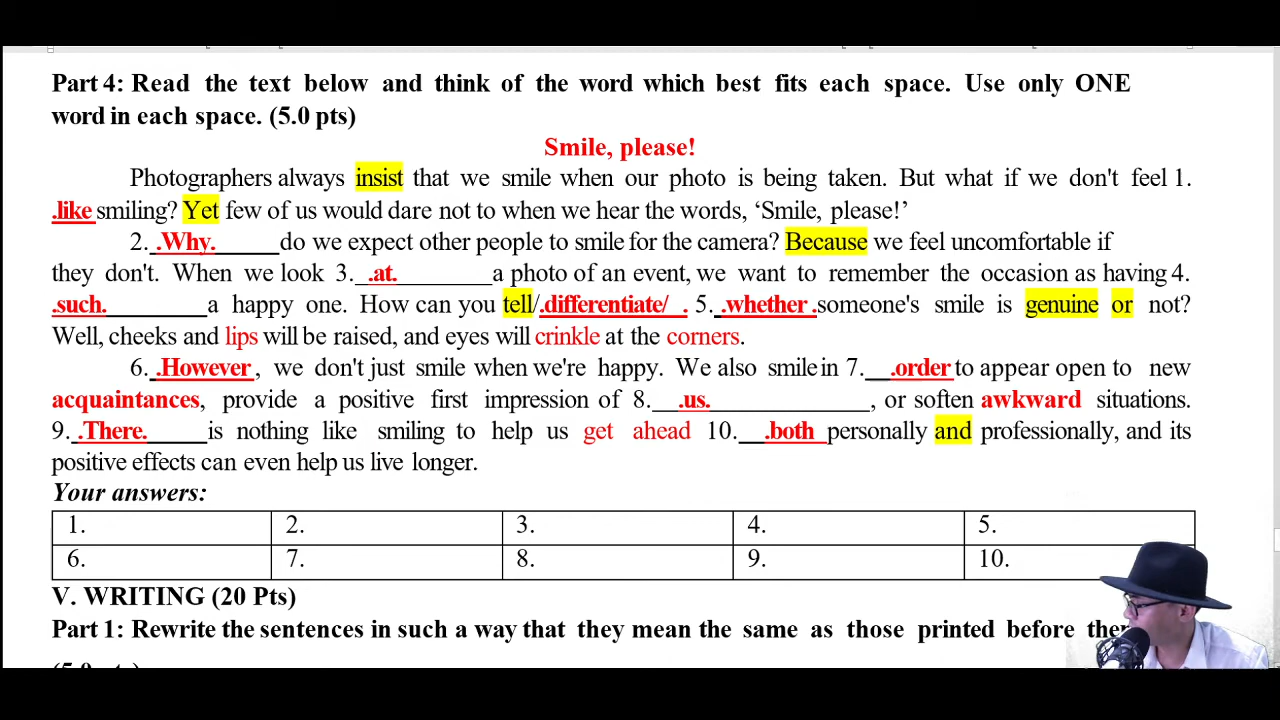 Part 4: Read the text below and think of the word which best fits each space. Use only ONE
word in each space. (5.0 pts)
Smile, please!
Photographers always insist that we smile when our photo is being taken. But what if we don't feel 1.
.like smiling? Yet few of us would dare not to when we hear the words, ‘Smile, please!’
2. .Why. do we expect other people to smile for the camera? Because we feel uncomfortable if
they don't. When we look 3. .at. a photo of an event, we want to remember the occasion as having 4.
.such. a happy one. How can you tell/.differentiate/ . 5. .whether .someone's smile is genuine or not?
Well, cheeks and lips will be raised, and eyes will crinkle at the corners.
6. .However, we don't just smile when we're happy. We also smile in 7. .order to appear open to new
acquaintances, provide a positive first impression of 8. .us. , or soften awkward situations.
9. .There. is nothing like smiling to help us get ahead 10. .both personally and professionally, and its
positive effects can even help us live longer.
Your answers:
1. 2. 3. 4. 5.
6. 7. 8. 9. 10.
V. WRITING (20 Pts)
Part 1: Rewrite the sentences in such a way that they mean the same as those printed before